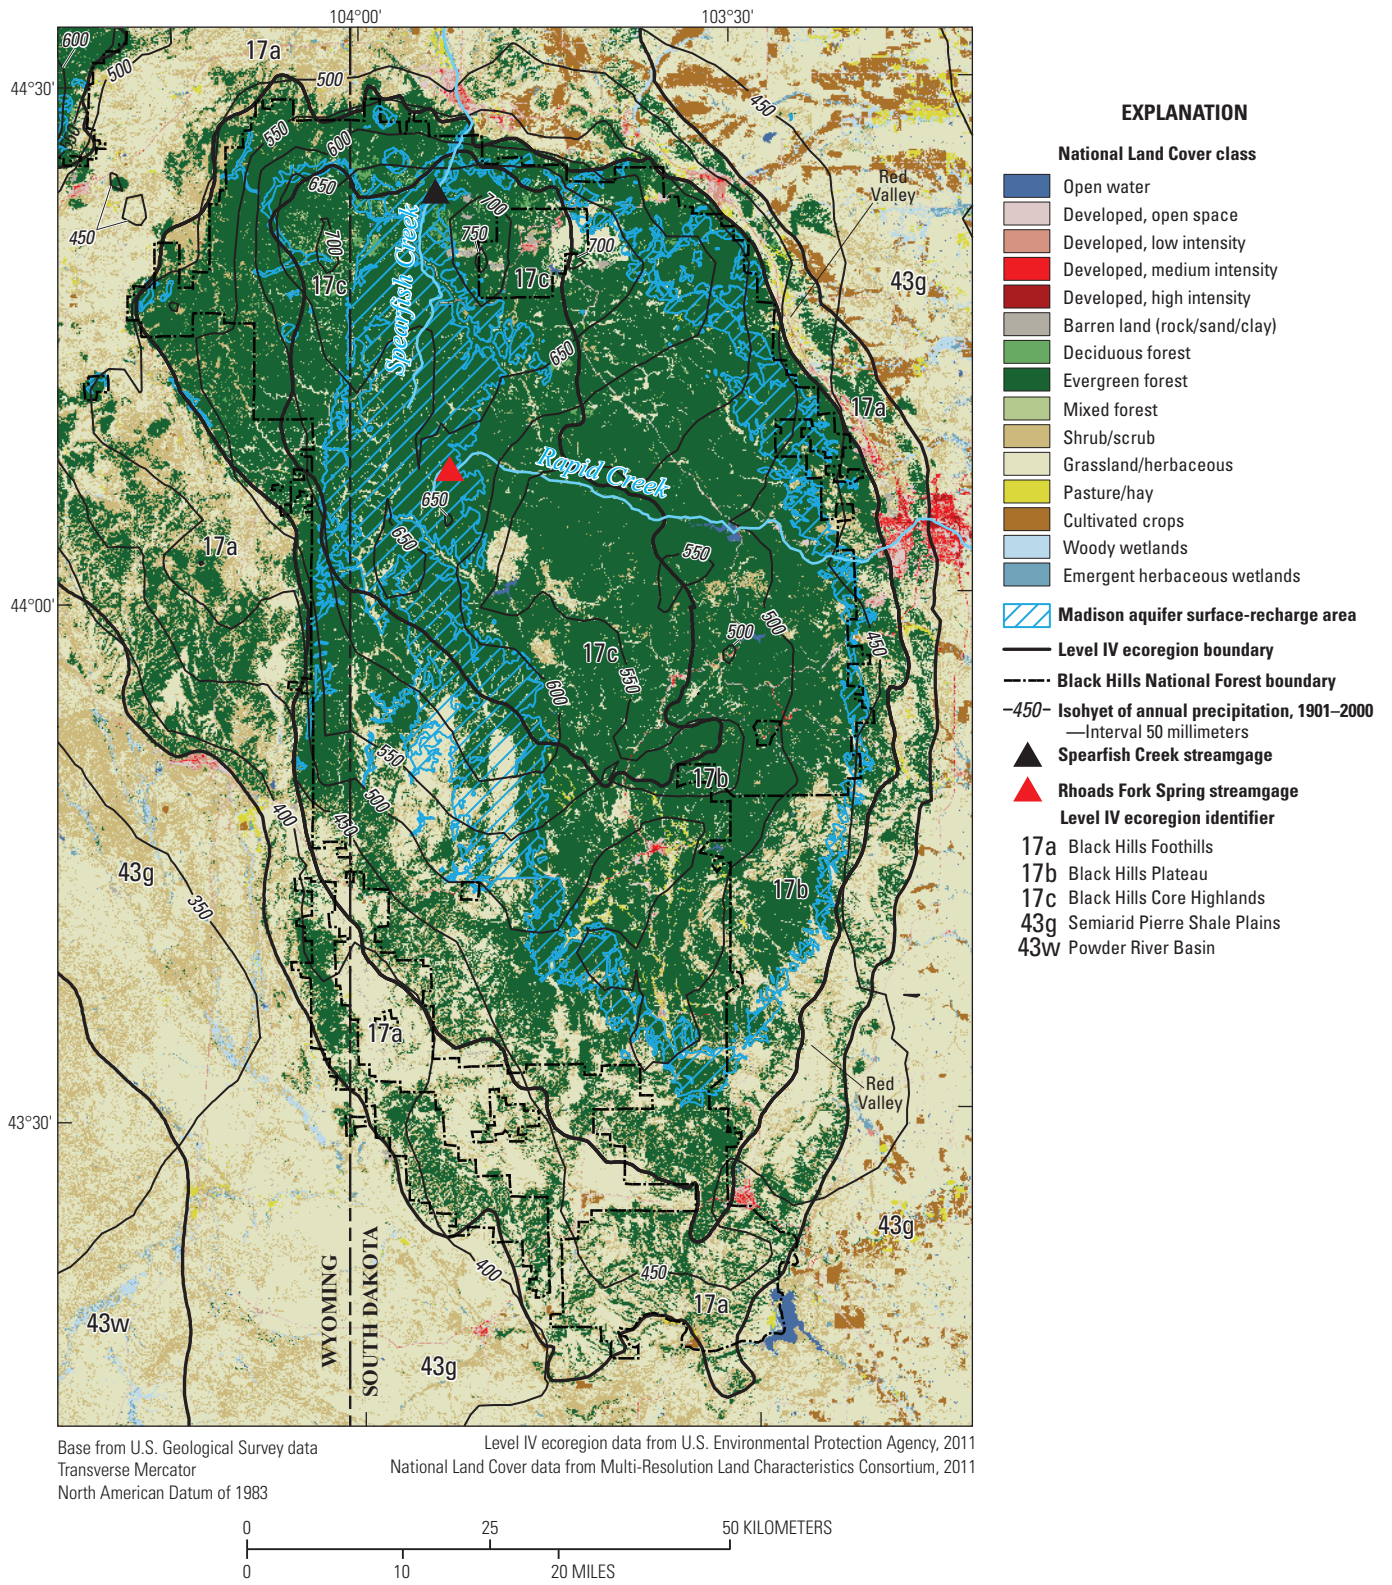 104°00'
103°30'
44°30'
44°00'
43°30'
600
500
17a
500
450
550
600
650
700
17c
Spearfish Creek
700
750
700
17c
650
Red
Valley
43g
450
17a
Rapid Creek
650
650
550
17a
500
500
450
17c
550
600
550
500
450
400
17b
17b
43g
350
17a
Red
Valley
43g
400
450
17a
43w
43g
WYOMING
SOUTH DAKOTA
EXPLANATION
National Land Cover class
Open water
Developed, open space
Developed, low intensity
Developed, medium intensity
Developed, high intensity
Barren land (rock/sand/clay)
Deciduous forest
Evergreen forest
Mixed forest
Shrub/scrub
Grassland/herbaceous
Pasture/hay
Cultivated crops
Woody wetlands
Emergent herbaceous wetlands
Madison aquifer surface-recharge area
Level IV ecoregion boundary
Black Hills National Forest boundary
450 Isohyet of annual precipitation, 1901–2000
—Interval 50 millimeters
Spearfish Creek streamgage
Rhoads Fork Spring streamgage
Level IV ecoregion identifier
17a Black Hills Foothills
17b Black Hills Plateau
17c Black Hills Core Highlands
43g Semiarid Pierre Shale Plains
43w Powder River Basin
Base from U.S. Geological Survey data
Transverse Mercator
North American Datum of 1983
Level IV ecoregion data from U.S. Environmental Protection Agency, 2011
National Land Cover data from Multi-Resolution Land Characteristics Consortium, 2011
0 25 50 KILOMETERS
0 10 20 MILES